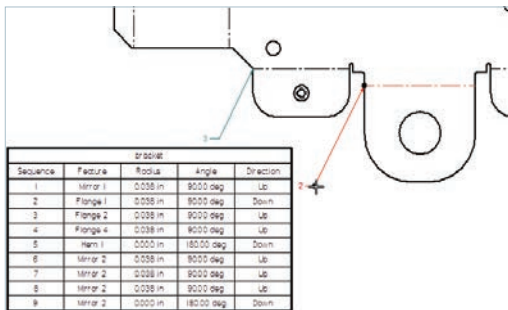 3
2
bracket
Sequence Feature Radius Angle Direction
1 Mirror 1 0.038 in 90.00 deg Up
2 Flange 1 0.038 in 90.00 deg Down
3 Flange 2 0.038 in 90.00 deg Up
4 Flange 4 0.038 in 90.00 deg Up
5 Hem 1 0.000 in 180.00 deg Down
6 Mirror 2 0.038 in 90.00 deg Up
7 Mirror 2 0.038 in 90.00 deg Up
8 Mirror 2 0.038 in 90.00 deg Up
9 Mirror 2 0.000 in 180.00 deg Down